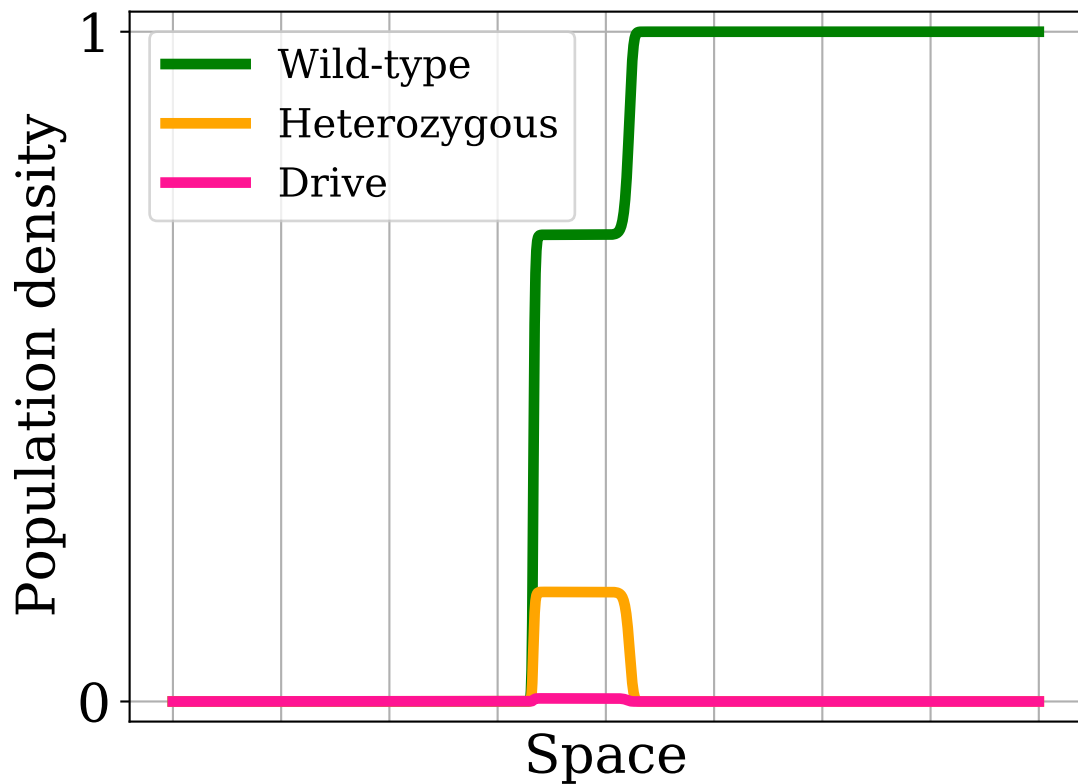 1
Wild-type
Heterozygous
Drive
Population density
0
Space